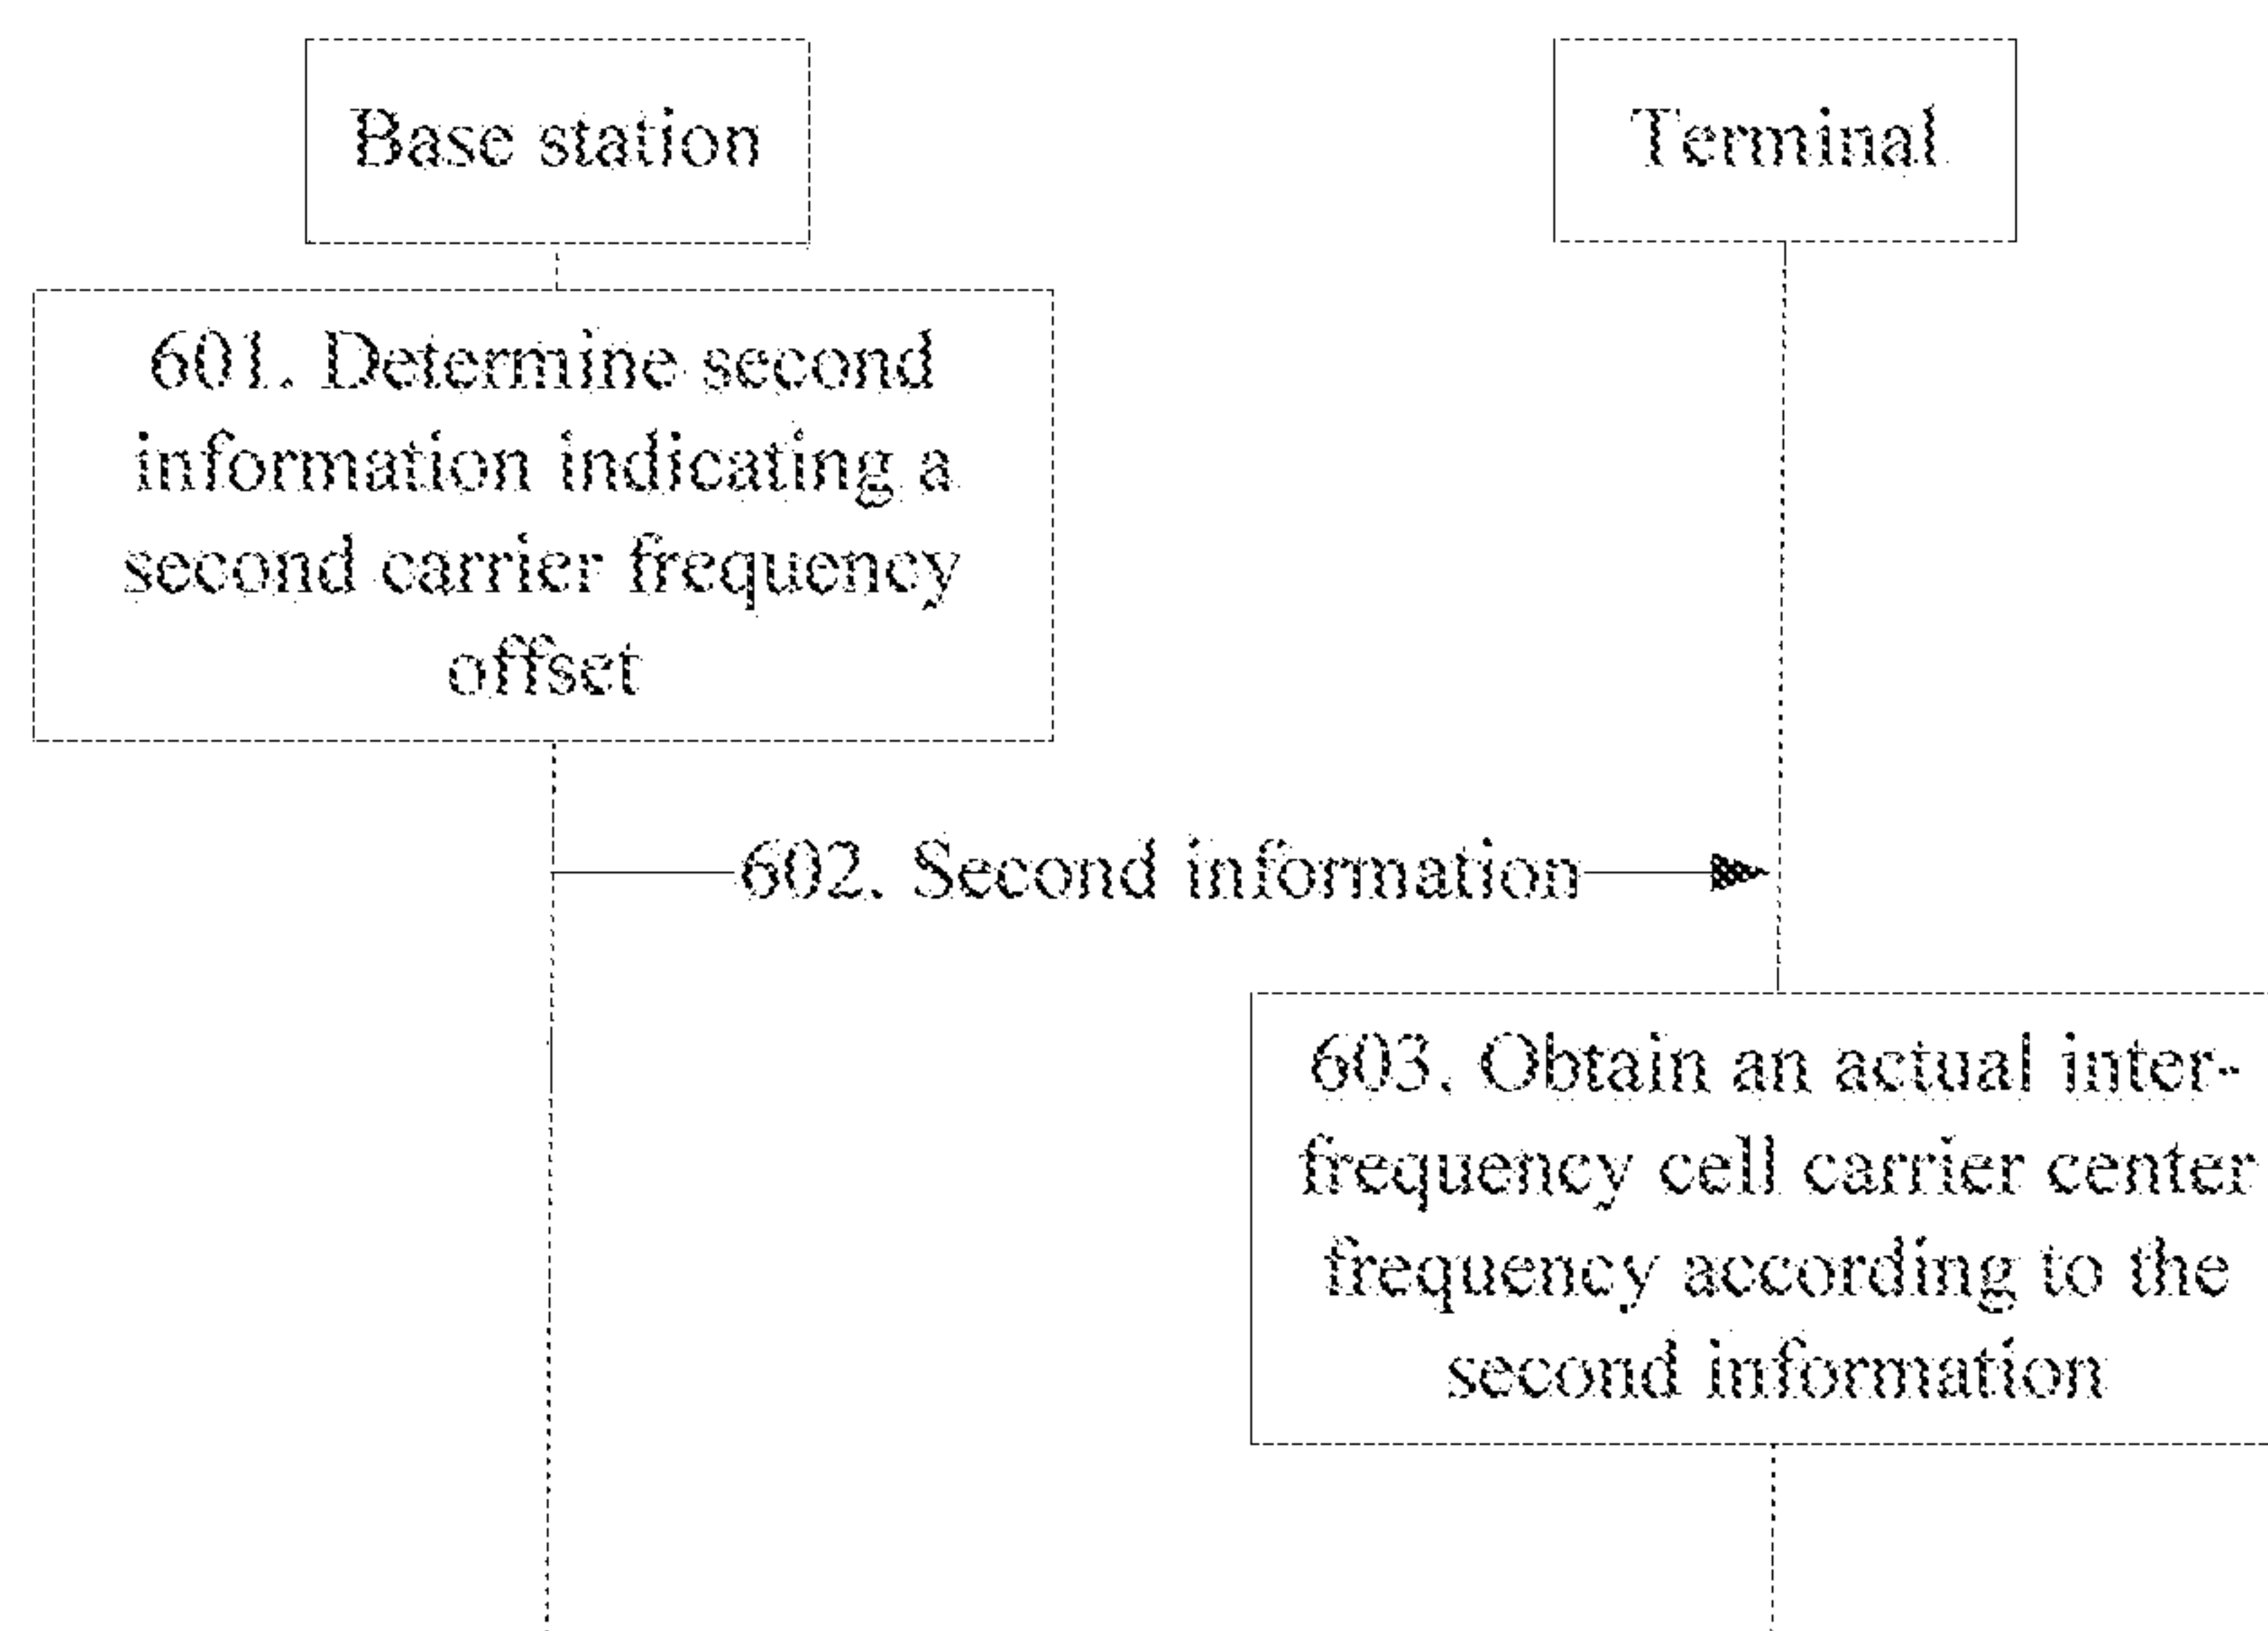 Base station
Terminal
601. Determine second
information indicating a
second carrier frequency
offset
602. Second information
603. Obtain an actual inter-
frequency cell carrier center
frequency according to the
second information